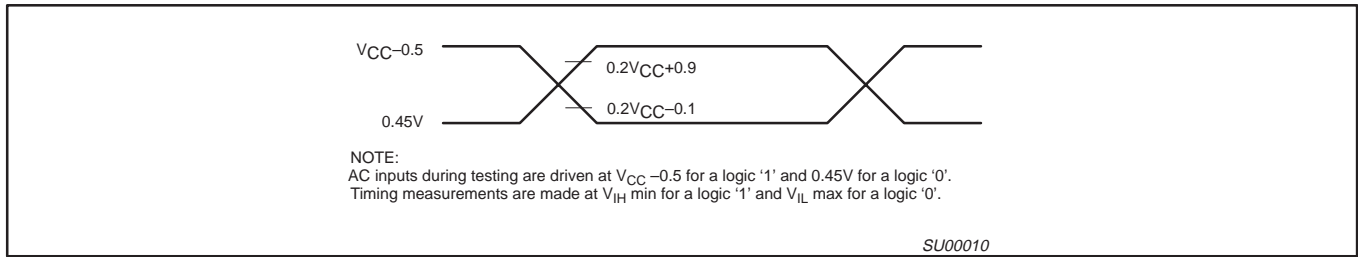 VCC–0.5
0.2VCC+0.9
0.2VCC–0.1
0.45V
NOTE:
AC inputs during testing are driven at VCC –0.5 for a logic ‘1’ and 0.45V for a logic ‘0’.
Timing measurements are made at VIH min for a logic ‘1’ and VIL max for a logic ‘0’.
SU00010